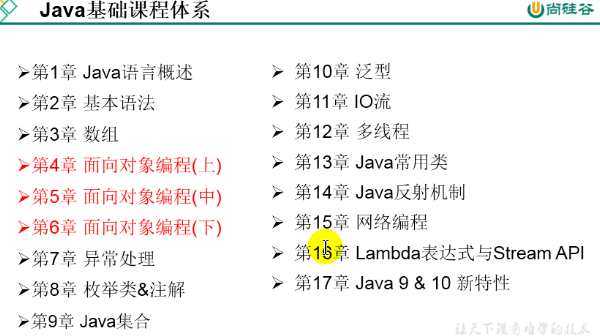 Java基础课程体系
尚硅谷
➢第1章 Java语言概述
➢第2章 基本语法
➢第3章 数组
➢第4章 面向对象编程(上)
➢第5章 面向对象编程(中)
➢第6章 面向对象编程(下)
➢第7章 异常处理
➢第8章 枚举类&注解
➢第9章 Java集合
➢ 第10章 泛型
➢ 第11章 IO流
➢ 第12章 多线程
➢ 第13章 Java常用类
➢ 第14章 Java反射机制
➢ 第15章 网络编程
➢ 第16章 Lambda表达式与Stream API
➢ 第17章 Java 9 & 10 新特性
让天下没有难学的技术